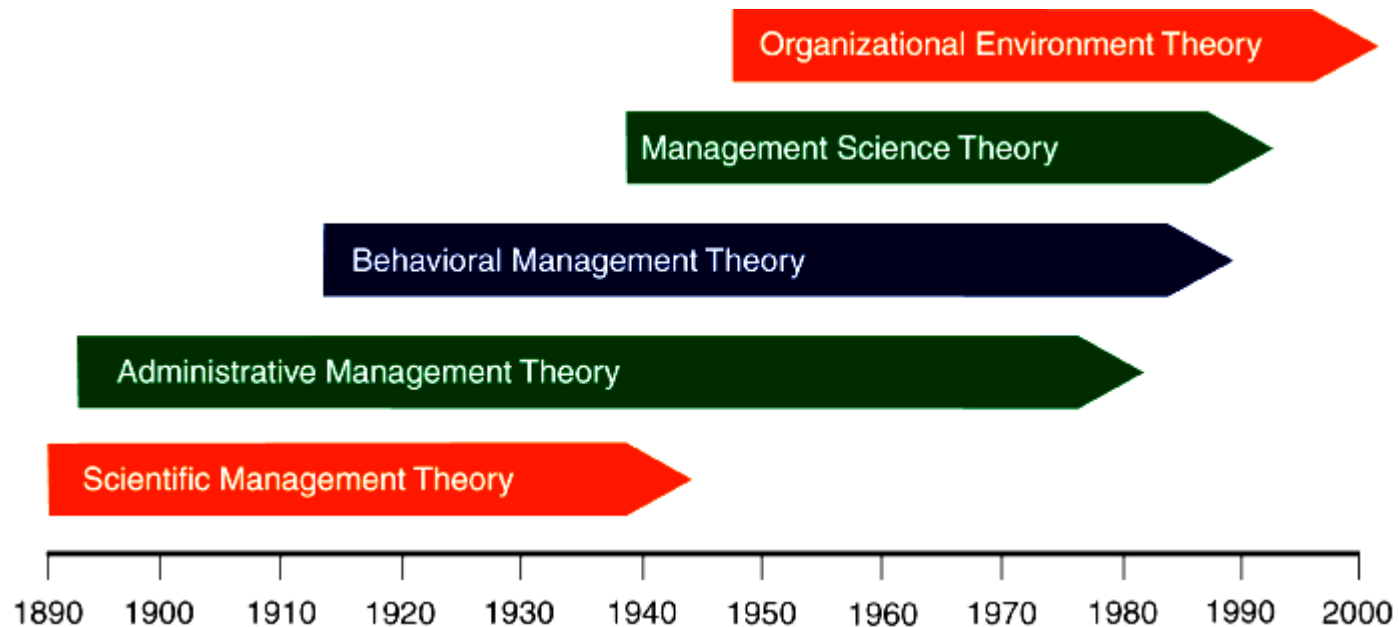 Organizational Environment Theory
Management Science Theory
Behavioral Management Theory
Administrative Management Theory
Scientific Management Theory
1890 1900 1910 1920 1930 1940 1950 1960 1970 1980 1990 2000